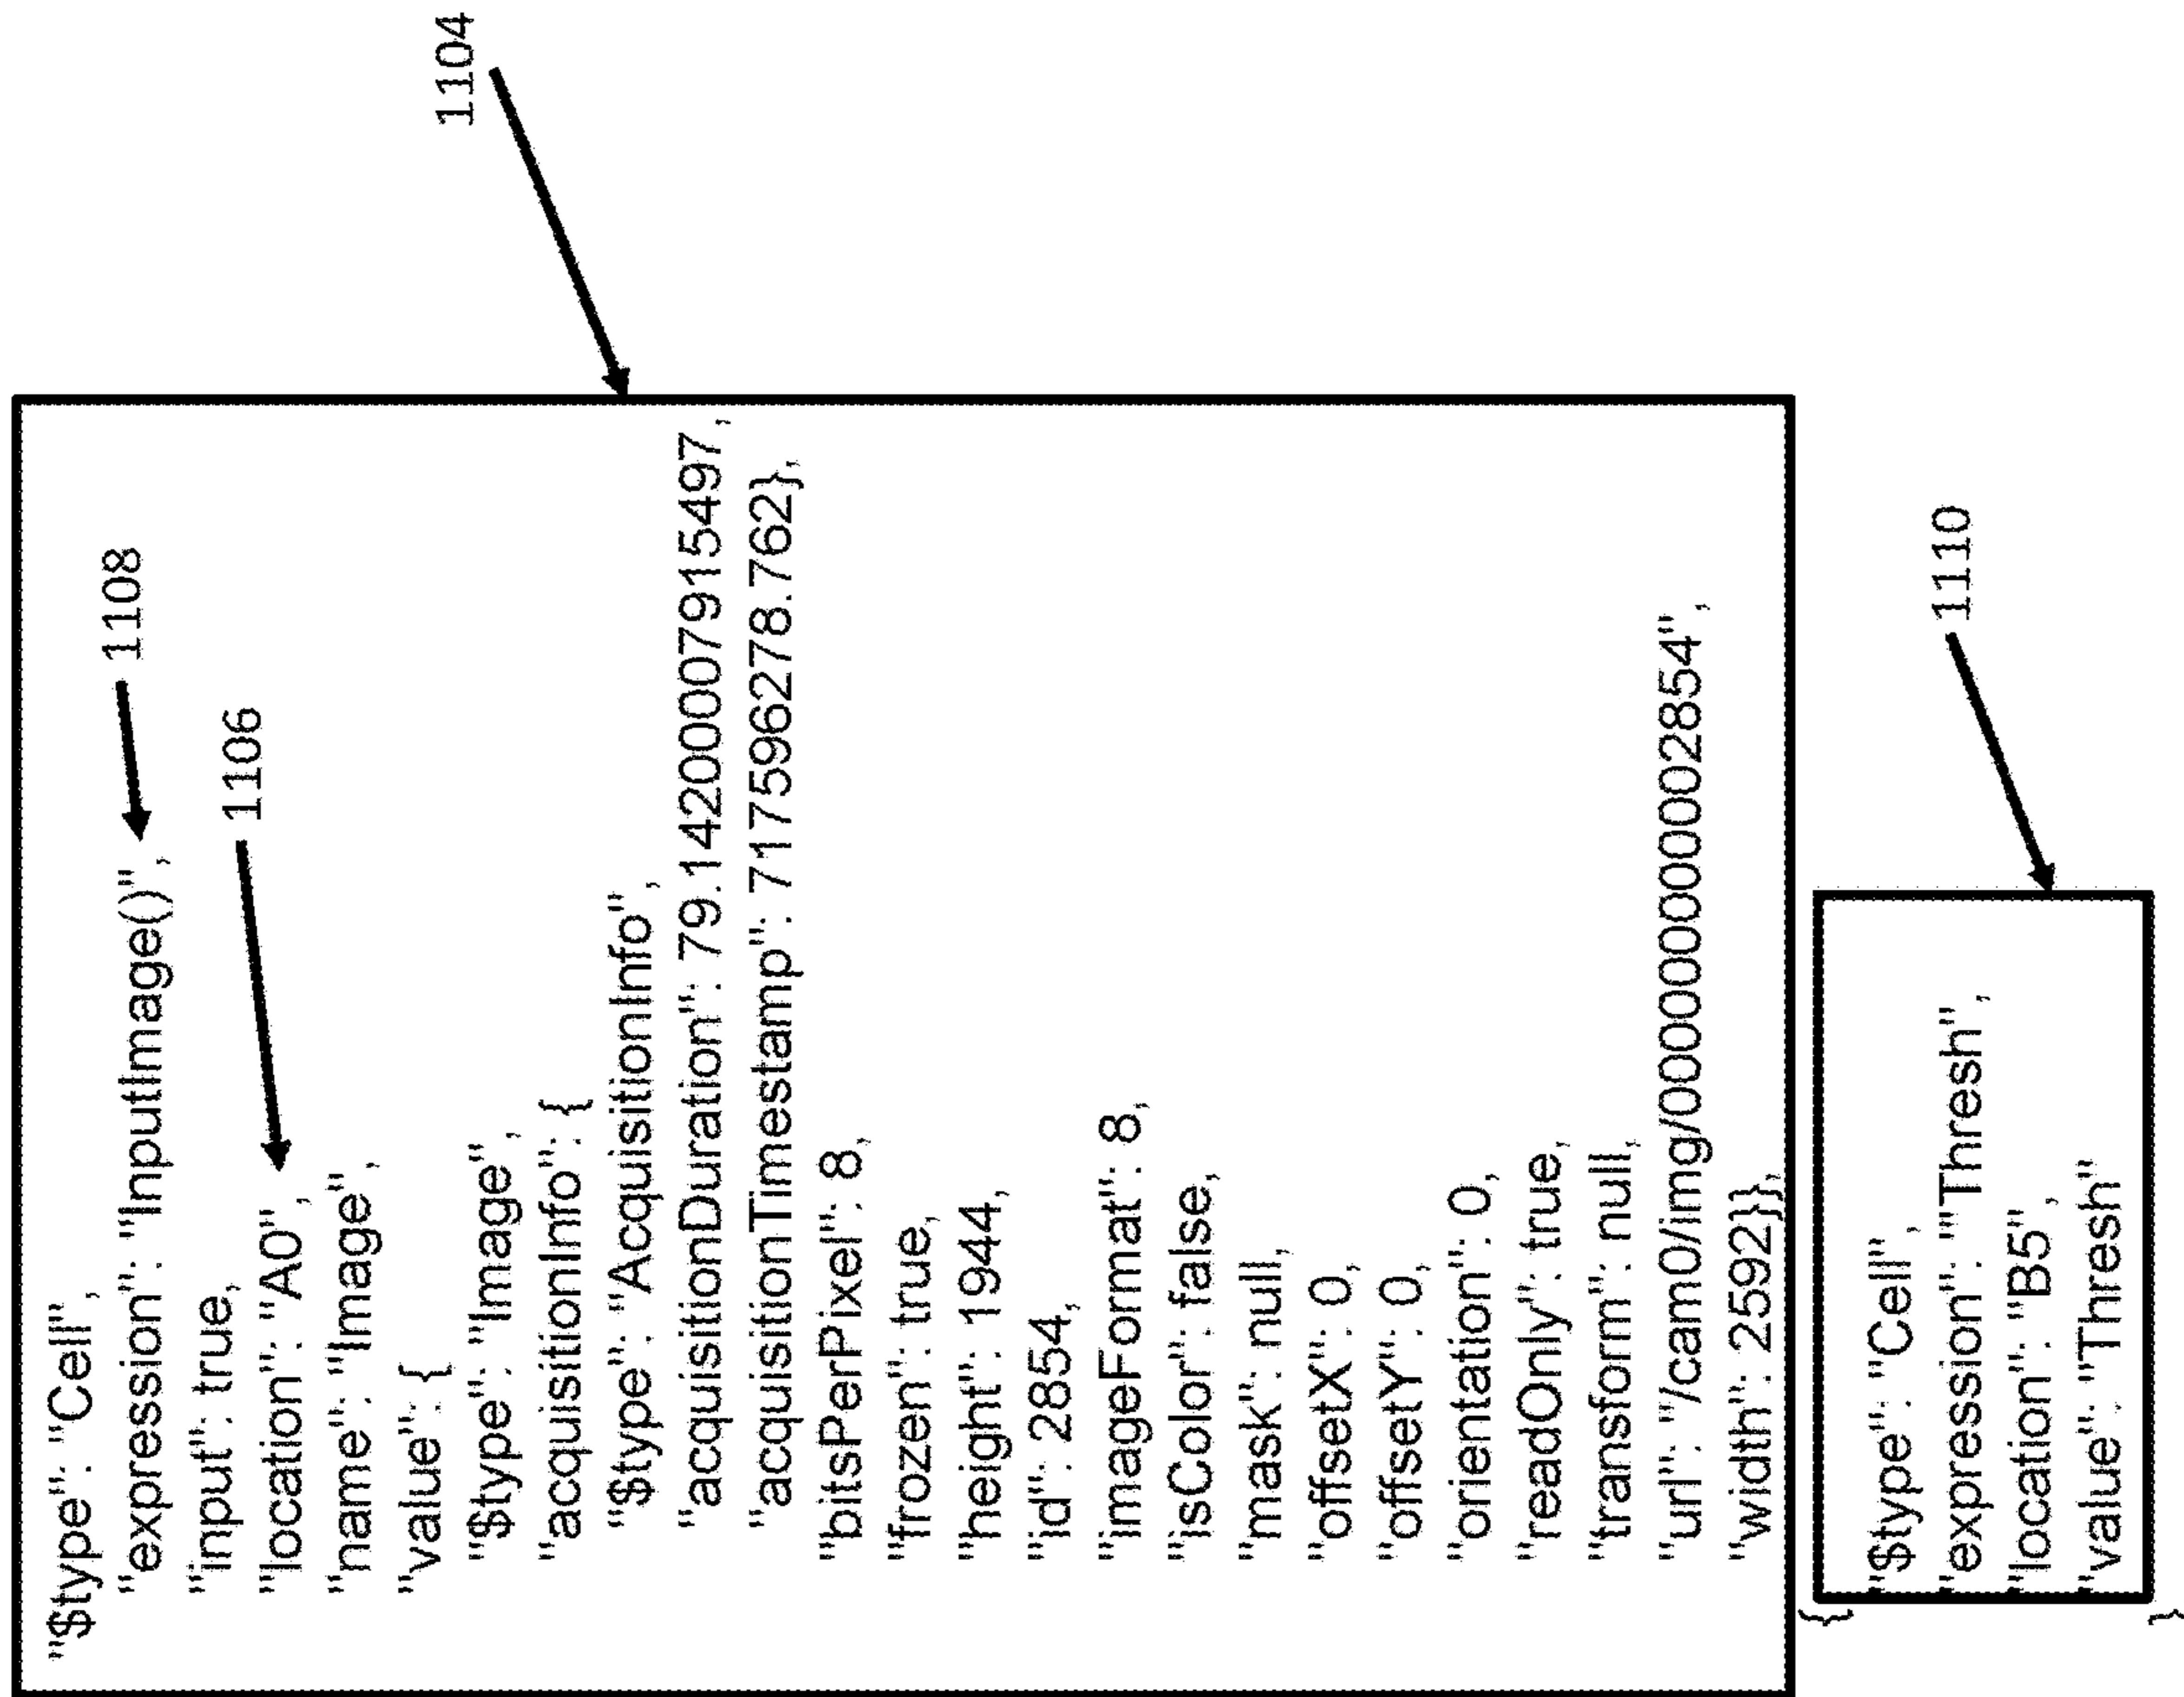 "$type": "Cell",
"expression": "InputImage()",
1108
"input": true,
"location": "A0",
1106
"name": "Image",
"value": {
1104
"$type": "Image",
"acquisitionInfo": {
"$type": "AcquisitionInfo",
"acquisitionDuration": 79.14200007915497,
"acquisitionTimestamp": 717596278.762},
"bitsPerPixel": 8,
"frozen": true,
"height": 1944,
"id": 2854,
"imageFormat": 8,
"isColor": false,
"mask": null,
"offsetX": 0,
"offsetY": 0,
"orientation": 0,
"readOnly": true,
"transform": null,
"url": "/cam0/img/0000000000002854",
"width": 2592}},
{
"$type": "Cell",
"expression": "'Thresh",
1110
"location": "B5",
"value": "Thresh"
}